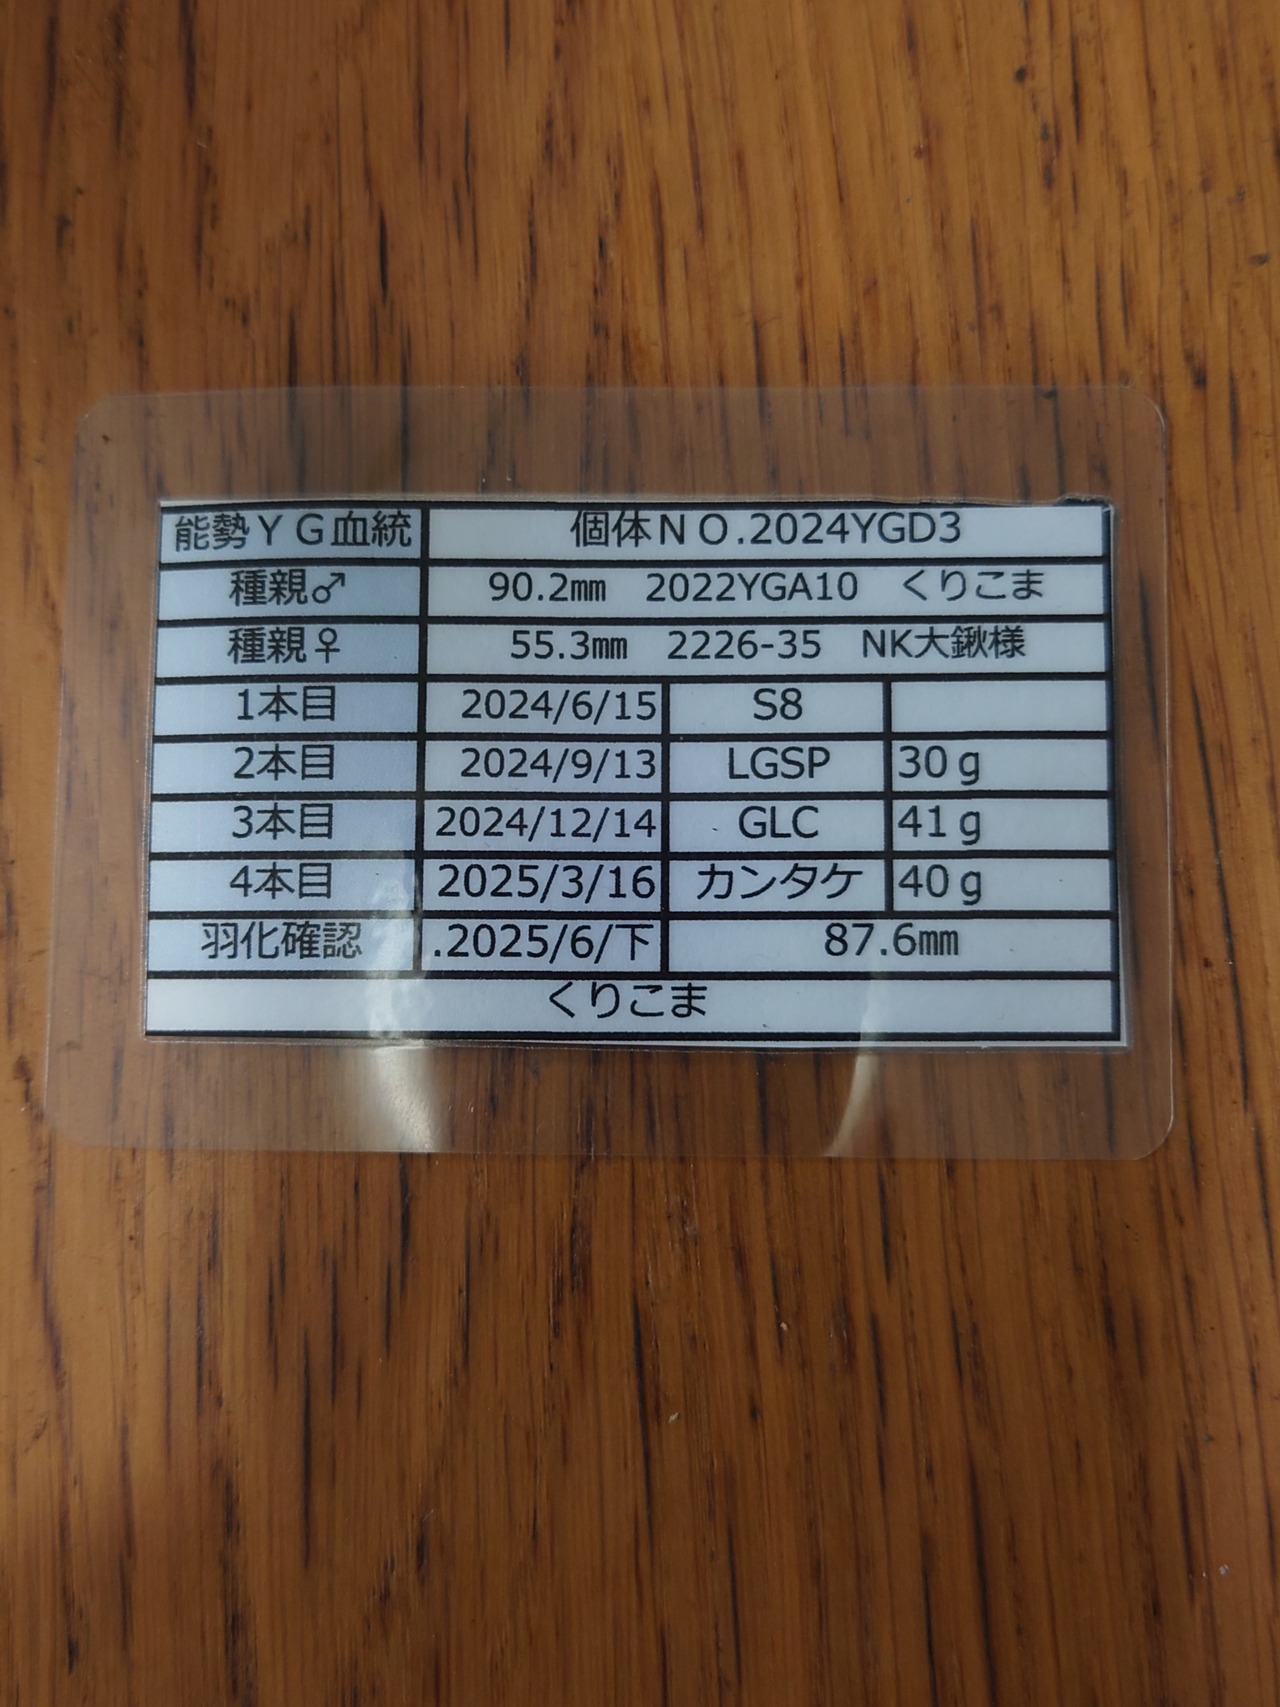 能勢ＹＧ血統 個体ＮＯ.2024YGD3
種親♂ 90.2㎜ 2022YGA10 くりこま
種親♀ 55.3㎜ 2226-35 NK大鍬様
1本目 2024/6/15 S8
2本目 2024/9/13 LGSP 30ｇ
3本目 2024/12/14 GLC 41ｇ
4本目 2025/3/16 カンタケ 40ｇ
羽化確認 .2025/6/下 87.6㎜
くりこま